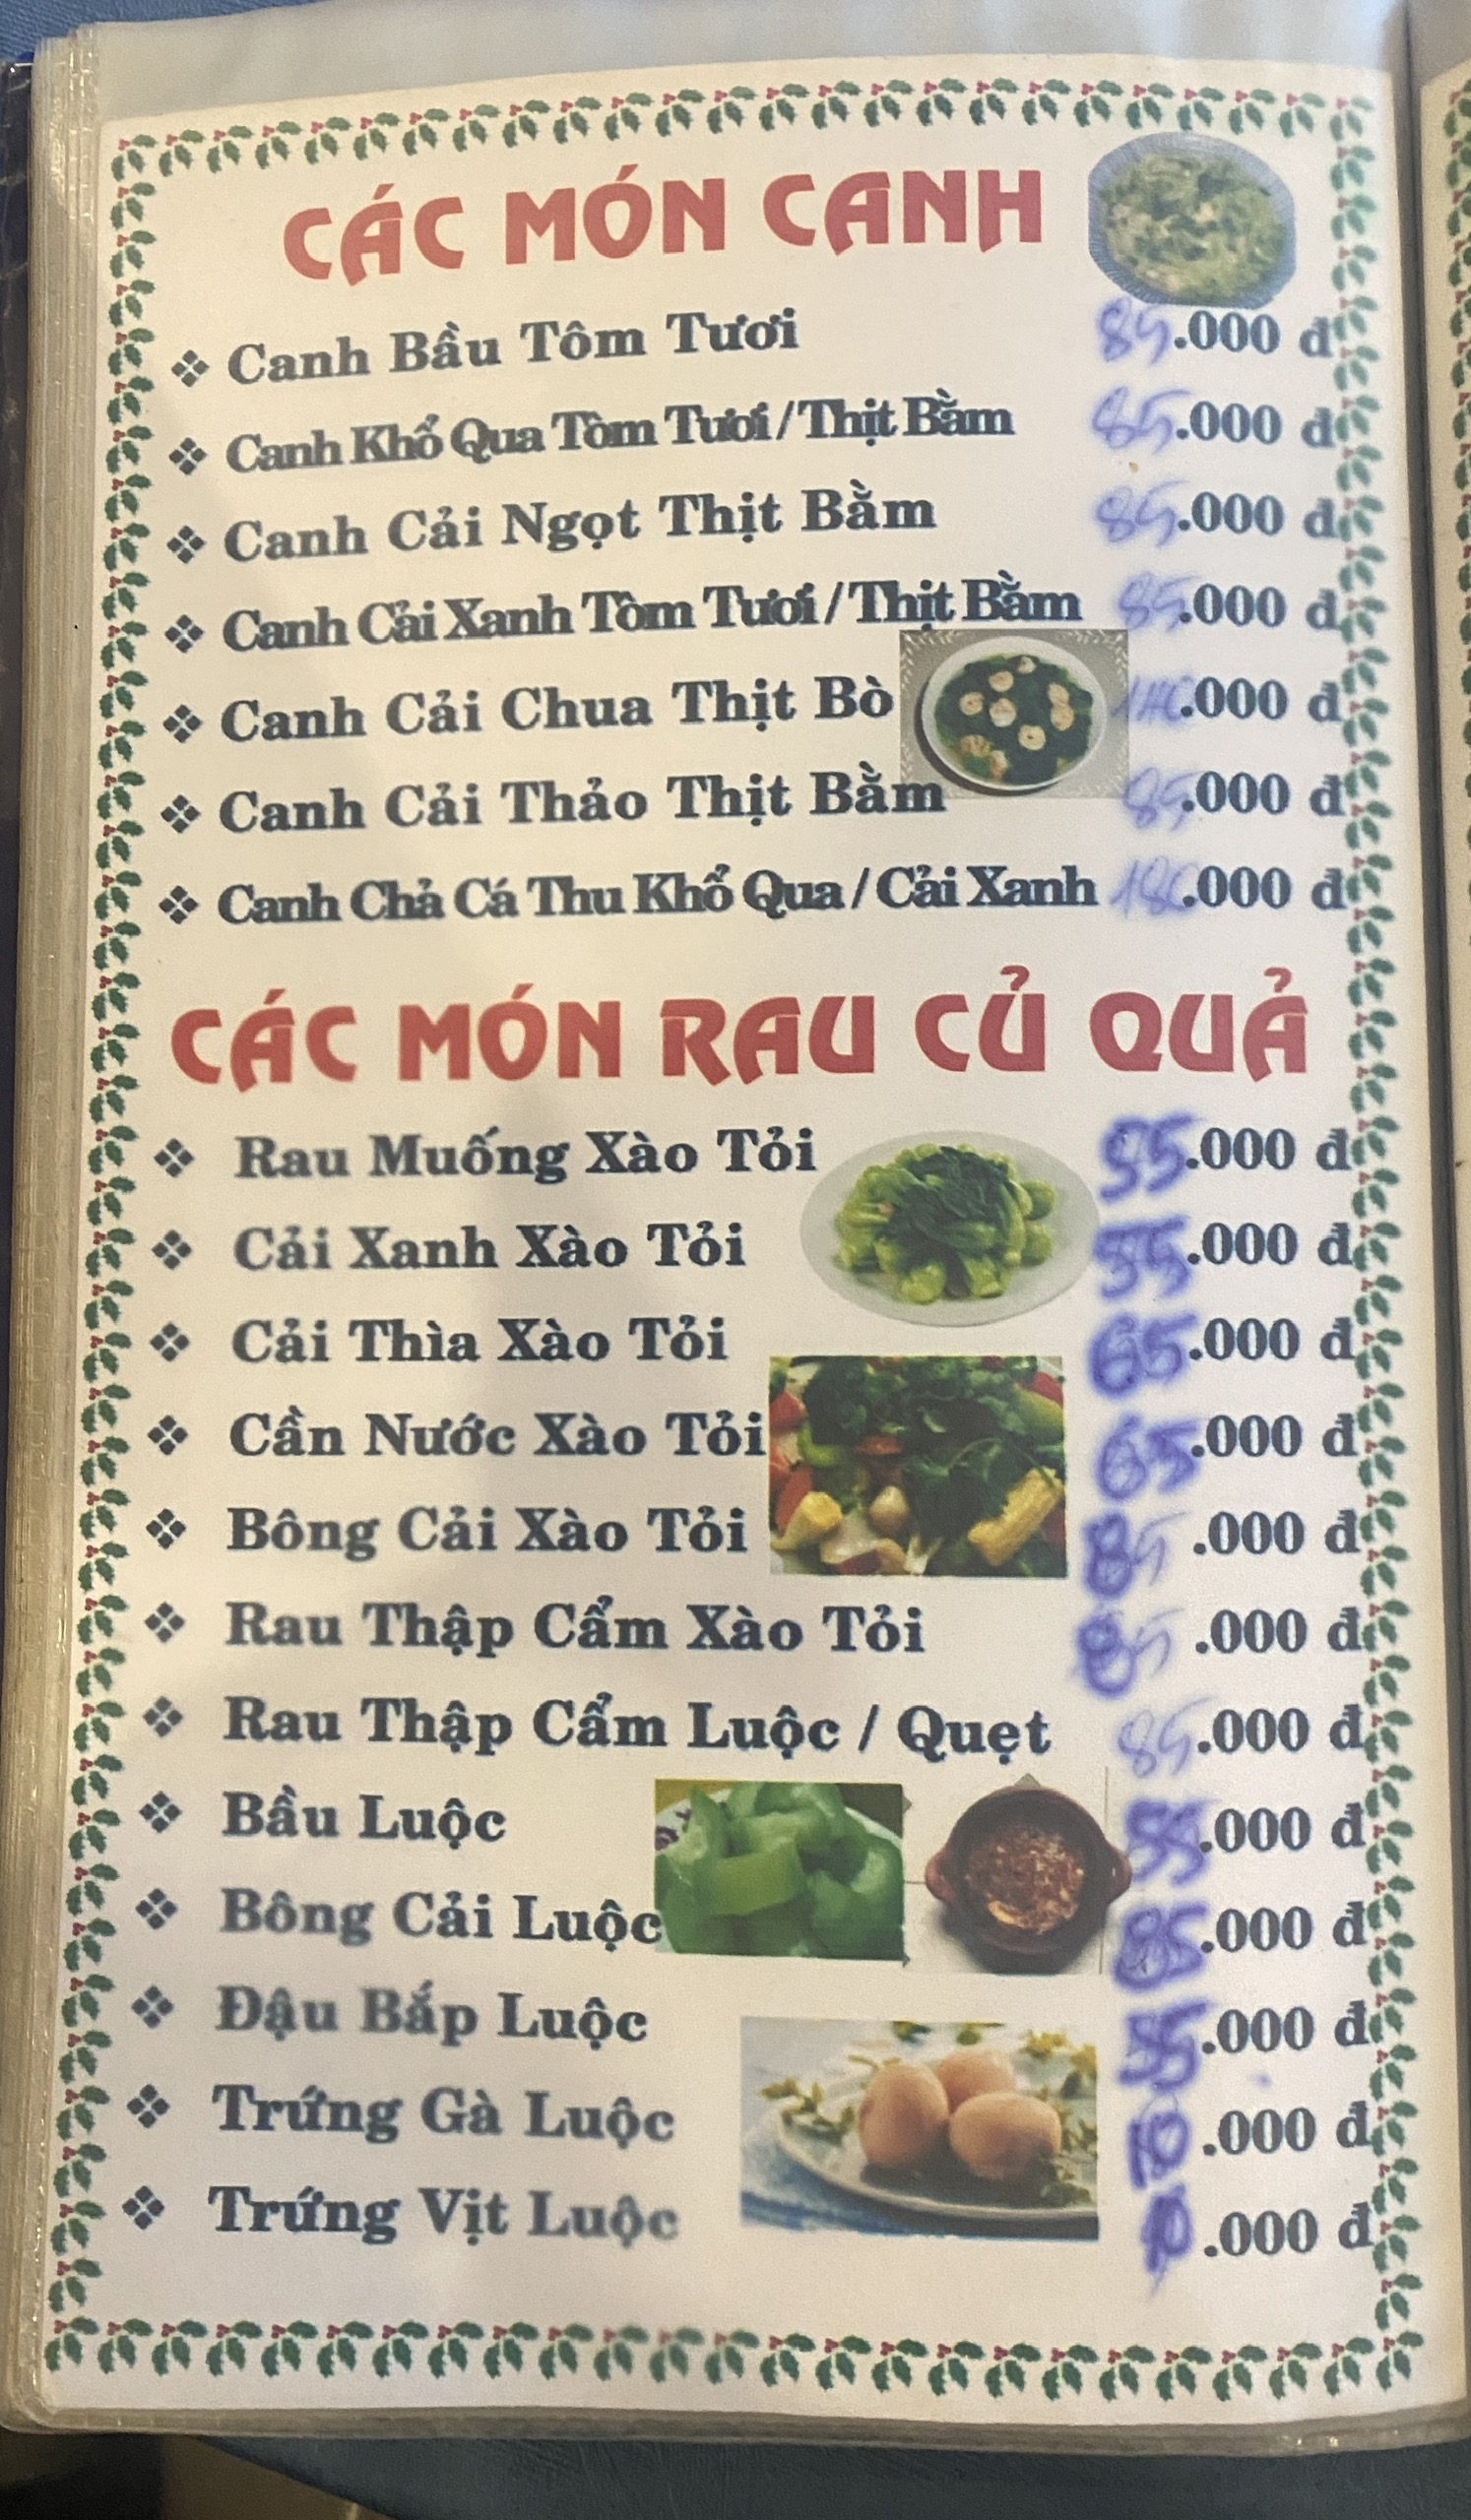 CÁC MÓN CANH
❖ Canh Bầu Tôm Tươi 85.000 đ
❖ Canh Khổ Qua Tôm Tươi / Thịt Bằm 85.000 đ
❖ Canh Cải Ngọt Thịt Bằm 85.000 đ
❖ Canh Cải Xanh Tôm Tươi / Thịt Bằm 85.000 đ
❖ Canh Cải Chua Thịt Bò .000 đ
❖ Canh Cải Thảo Thịt Bằm 85.000 đ
❖ Canh Chả Cá Thu Khổ Qua / Cải Xanh 180.000 đ
CÁC MÓN RAU CỦ QUẢ
❖ Rau Muống Xào Tỏi 55.000 đ
❖ Cải Xanh Xào Tỏi 55.000 đ
❖ Cải Thìa Xào Tỏi 65.000 đ
❖ Cần Nước Xào Tỏi 65.000 đ
❖ Bông Cải Xào Tỏi 85.000 đ
❖ Rau Thập Cẩm Xào Tỏi 85.000 đ
❖ Rau Thập Cẩm Luộc / Quẹt 85.000 đ
❖ Bầu Luộc 55.000 đ
❖ Bông Cải Luộc 85.000 đ
❖ Đậu Bắp Luộc 55.000 đ
❖ Trứng Gà Luộc 10.000 đ
❖ Trứng Vịt Luộc 10.000 đ